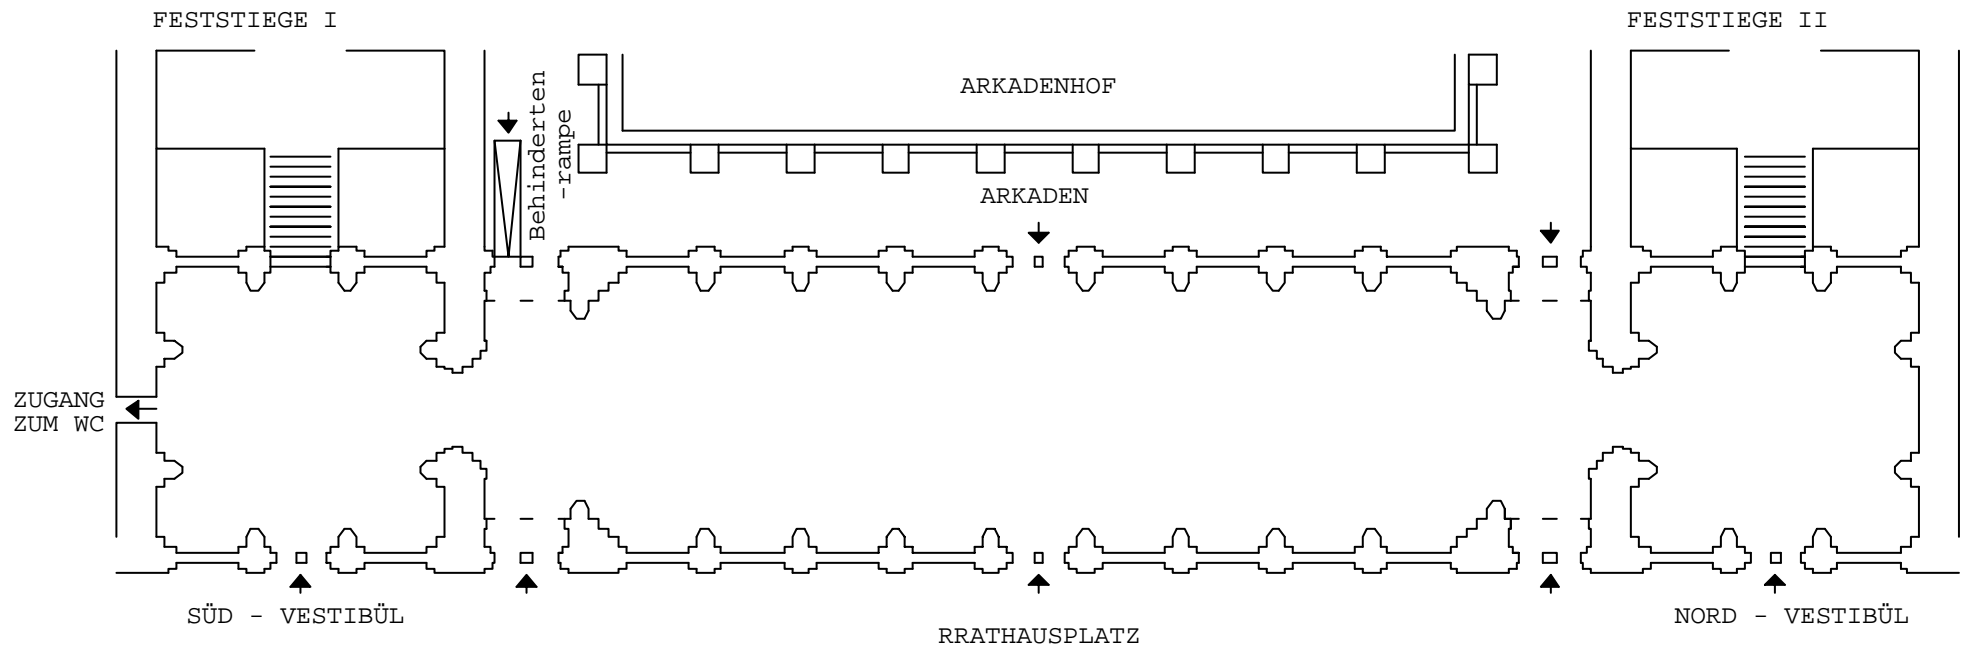 FESTSTIEGE I
FESTSTIEGE II
ARKADENHOF
Behinderten
-rampe
ARKADEN
ZUGANG
ZUM WC
SÜD - VESTIBÜL
NORD - VESTIBÜL
RRATHAUSPLATZ